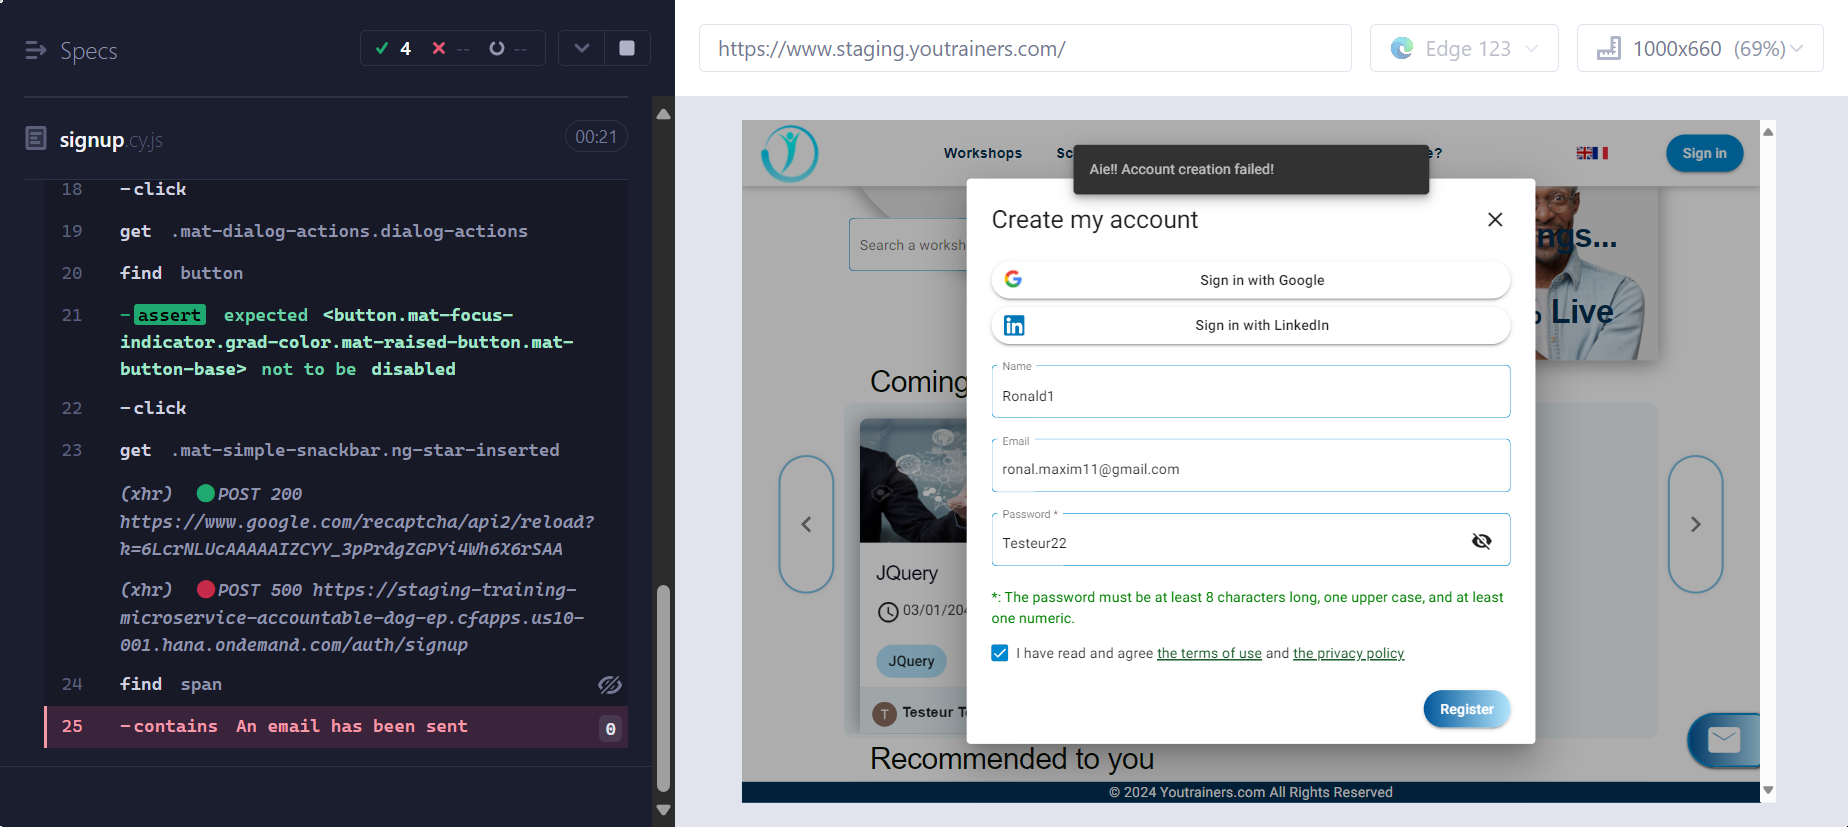 Specs
4
--
--
signup.cy.js
00:21
18 -click
19 get .mat-dialog-actions.dialog-actions
20 find button
21 -assert expected <button.mat-focus-
indicator.grad-color.mat-raised-button.mat-
button-base> not to be disabled
22 -click
23 get .mat-simple-snackbar.ng-star-inserted
(xhr) POST 200
https://www.google.com/recaptcha/api2/reload?
k=6LcrNLUcAAAAAIZCYY_3pPrdgZGPYi4Wh6X6rSAA
(xhr) POST 500 https://staging-training-
microservice-accountable-dog-ep.cfapps.us10-
001.hana.ondemand.com/auth/signup
24 find span
25 -contains An email has been sent 0
https://www.staging.youtrainers.com/
Edge 123
1000x660 (69%)
Workshops
Sc
e?
Sign in
Aie!! Account creation failed!
Create my account
Search a worksh
ngs...
Live
Sign in with Google
Sign in with LinkedIn
Name
Ronald1
Coming
Email
ronal.maxim11@gmail.com
Password *
Testeur22
JQuery
03/01/204
*: The password must be at least 8 characters long, one upper case, and at least
one numeric.
I have read and agree the terms of use and the privacy policy
JQuery
T
Testeur T
Register
Recommended to you
© 2024 Youtrainers.com All Rights Reserved